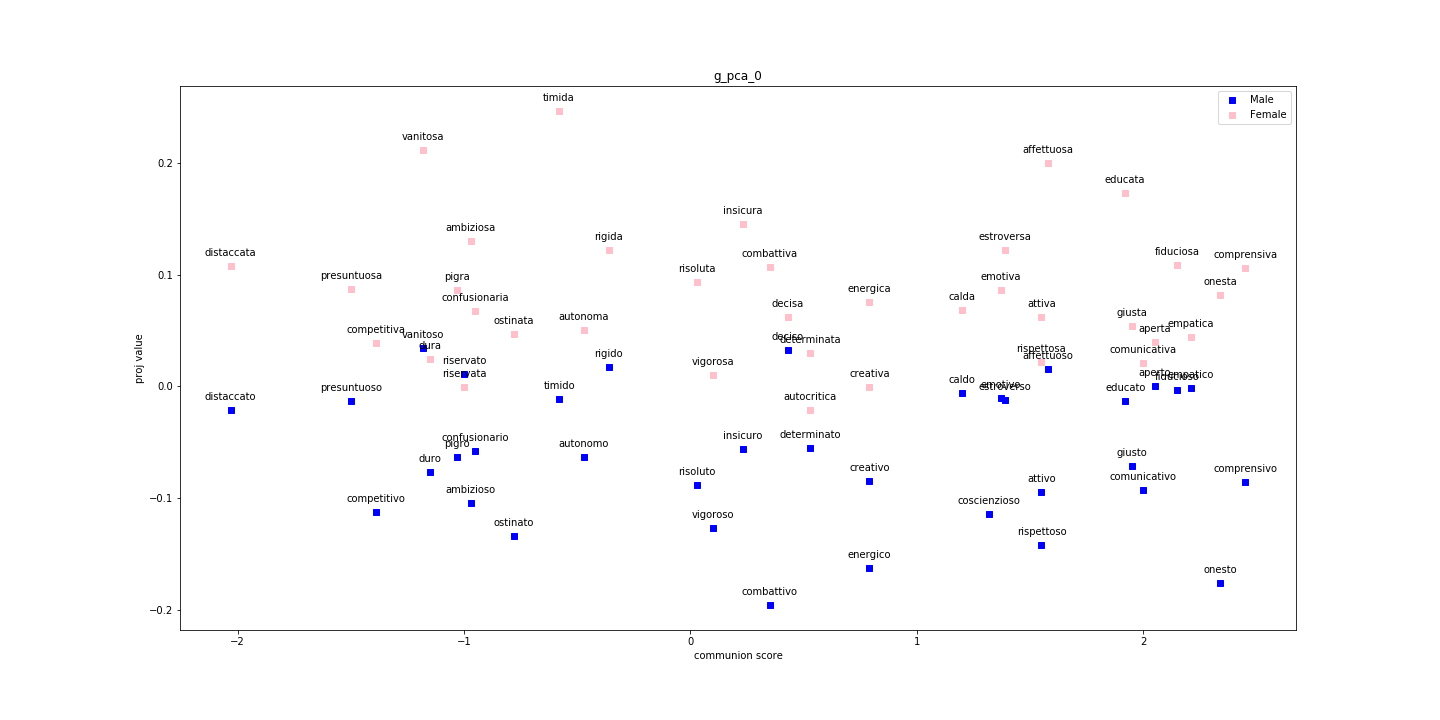 g_pca_0
Male
Female
timida
vanitosa
affettuosa
educata
insicura
ambiziosa
rigida
estroversa
distaccata
combattiva
fiduciosa
comprensiva
presuntuosa
pigra
risoluta
emotiva
onesta
confusionaria
decisa
energica
calda
attiva
ostinata
autonoma
giusta
competitiva
vanitoso
dura
deciso
determinata
aperta
empatica
riservato
riservata
rigido
vigorosa
rispettosa
affettuoso
comunicativa
distaccato
presuntuoso
timido
creativa
autocritica
caldo
emotivo
estroverso
educato
aperto
fiducioso
empatico
confusionario
pigro
duro
autonomo
insicuro
determinato
giusto
competitivo
ambizioso
risoluto
creativo
attivo
comunicativo
comprensivo
ostinato
vigoroso
coscienzioso
rispettoso
energico
onesto
combattivo
0.2
0.1
0.0
−0.1
−0.2
proj value
−2
−1
0
1
2
communion score